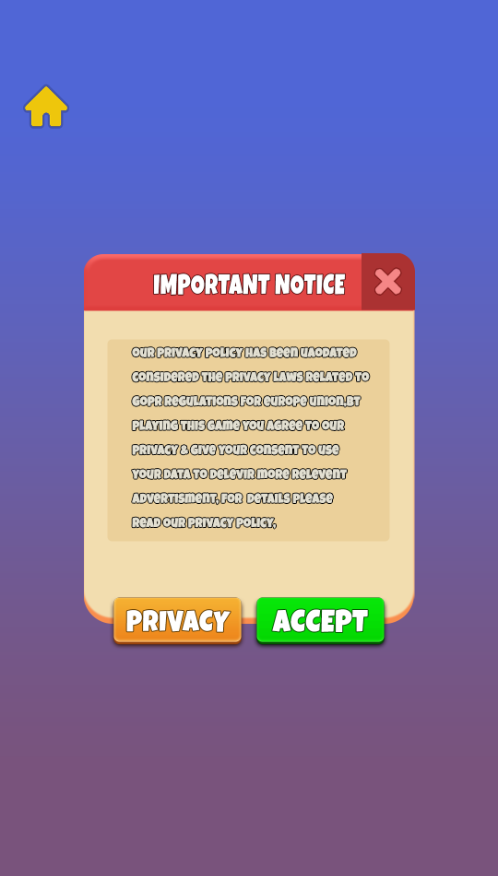 IMPORTANT NOTICE
OUR PRIVACY POLICY HAS BEEN UAODATED
CONSIDERED THE PRIVACY LAWS RELATED TO
GOPR REGULATIONS FOR EUROPE UNION,BT
PLAYING THIS GAME YOU AGREE TO OUR
PRIVACY & GIVE YOUR CONSENT TO USE
YOUR DATA TO DELEVIR MORE RELEVENT
ADVERTISMENT, FOR DETAILS PLEASE
READ OUR PRIVACY POLICY,
PRIVACY ACCEPT